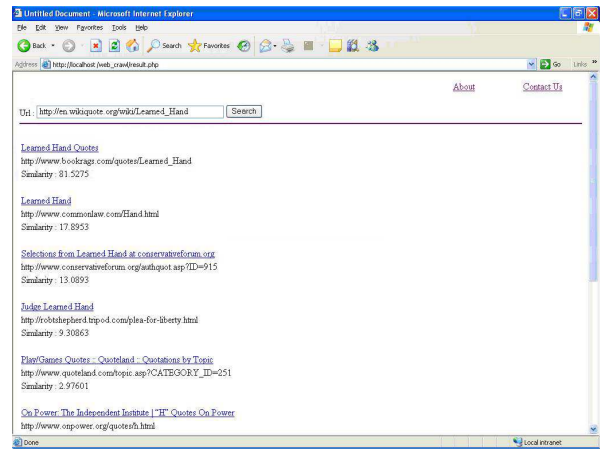 Untitled Document - Microsoft Internet Explorer
File Edit View Favorites Tools Help
Back Search Favorites
Address http://localhost/web_crawl/result.php Go Links »
About Contact Us
Url : http://en.wikiquote.org/wiki/Learned_Hand Search
Learned Hand Quotes
http://www.bookrags.com/quotes/Learned_Hand
Similarity : 81.5275
Learned Hand
http://www.commonlaw.com/Hand.html
Similarity : 17.8953
Selections from Learned Hand at conservativeforum.org
http://www.conservativeforum.org/authquot.asp?ID=915
Similarity : 13.0893
Judge Learned Hand
http://robtshepherd.tripod.com/plea-for-liberty.html
Similarity : 9.30863
Play/Games Quotes :: Quoteland :: Quotations by Topic
http://www.quoteland.com/topic.asp?CATEGORY_ID=251
Similarity : 2.97601
On Power: The Independent Institute | "H" Quotes On Power
http://www.onpower.org/quotes/h.html
Done Local intranet